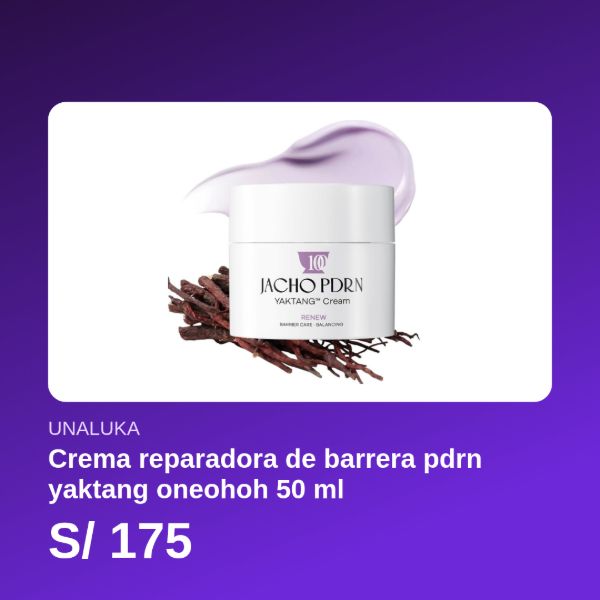 100
JACHO PDRN
YAKTANG™ Cream
RENEW
BARRIER CARE · BALANCING
UNALUKA
Crema reparadora de barrera pdrn
yaktang oneohoh 50 ml
S/ 175